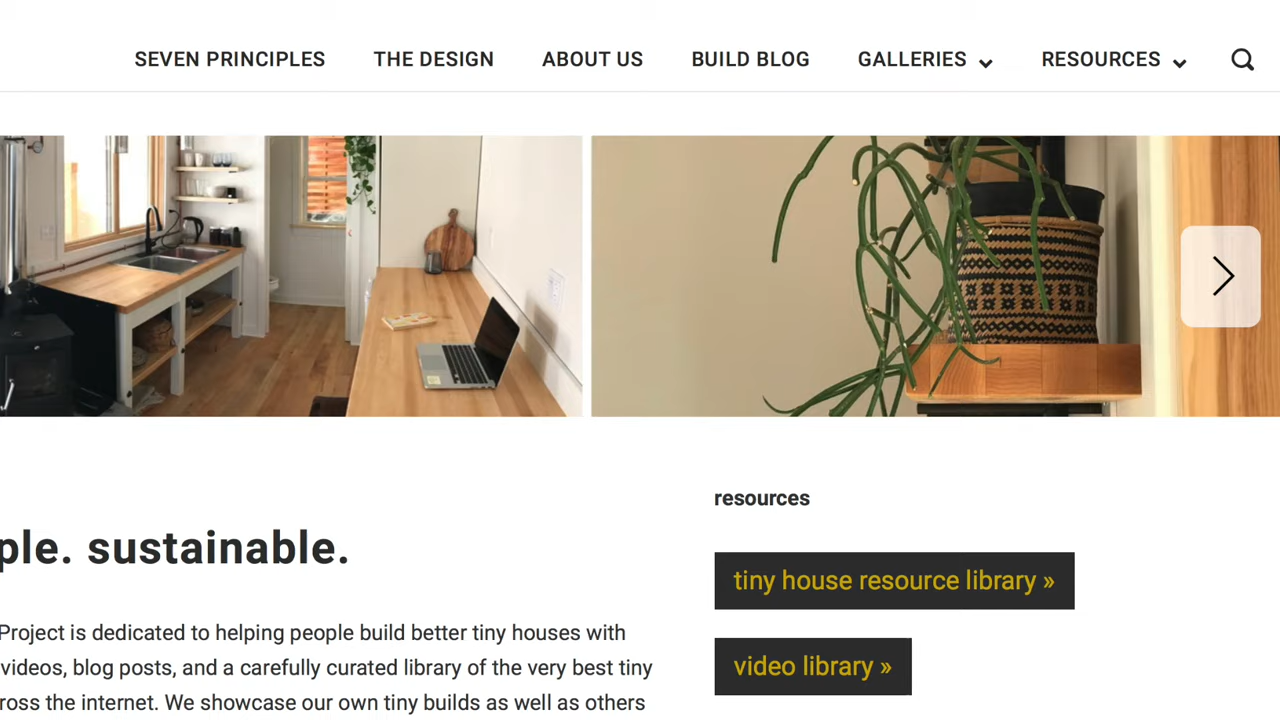 SEVEN PRINCIPLES THE DESIGN ABOUT US BUILD BLOG GALLERIES RESOURCES
ple. sustainable.
Project is dedicated to helping people build better tiny houses with
videos, blog posts, and a carefully curated library of the very best tiny
ross the internet. We showcase our own tiny builds as well as others
resources
tiny house resource library »
video library »